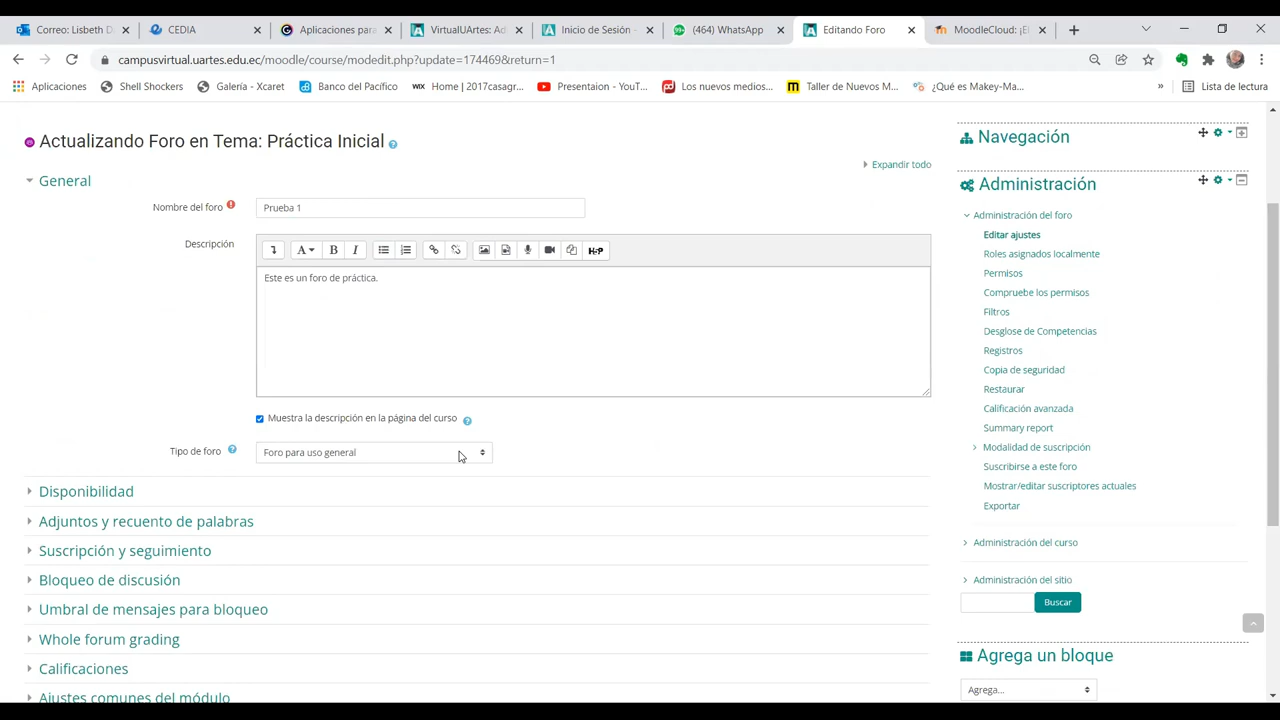 Correo: Lisbeth D
CEDIA
Aplicaciones para
VirtualUArtes: Ad
Inicio de Sesión -
(464) WhatsApp
Editando Foro
MoodleCloud: ¡El
campusvirtual.uartes.edu.ec/moodle/course/modedit.php?update=174469&return=1
Aplicaciones
Shell Shockers
Galería - Xcaret
Banco del Pacífico
WIX Home | 2017casagr...
Presentaion - YouT...
Los nuevos medios...
Taller de Nuevos M...
¿Qué es Makey-Ma...
»
Lista de lectura
Actualizando Foro en Tema: Práctica Inicial
Expandir todo
General
Nombre del foro
Prueba 1
Descripción
A B I
H-P
Este es un foro de práctica.
Muestra la descripción en la página del curso
Tipo de foro
Foro para uso general
Disponibilidad
Adjuntos y recuento de palabras
Suscripción y seguimiento
Bloqueo de discusión
Umbral de mensajes para bloqueo
Whole forum grading
Calificaciones
Ajustes comunes del módulo
Navegación
Administración
Administración del foro
Editar ajustes
Roles asignados localmente
Permisos
Compruebe los permisos
Filtros
Desglose de Competencias
Registros
Copia de seguridad
Restaurar
Calificación avanzada
Summary report
Modalidad de suscripción
Suscribirse a este foro
Mostrar/editar suscriptores actuales
Exportar
Administración del curso
Administración del sitio
Buscar
Agrega un bloque
Agrega...